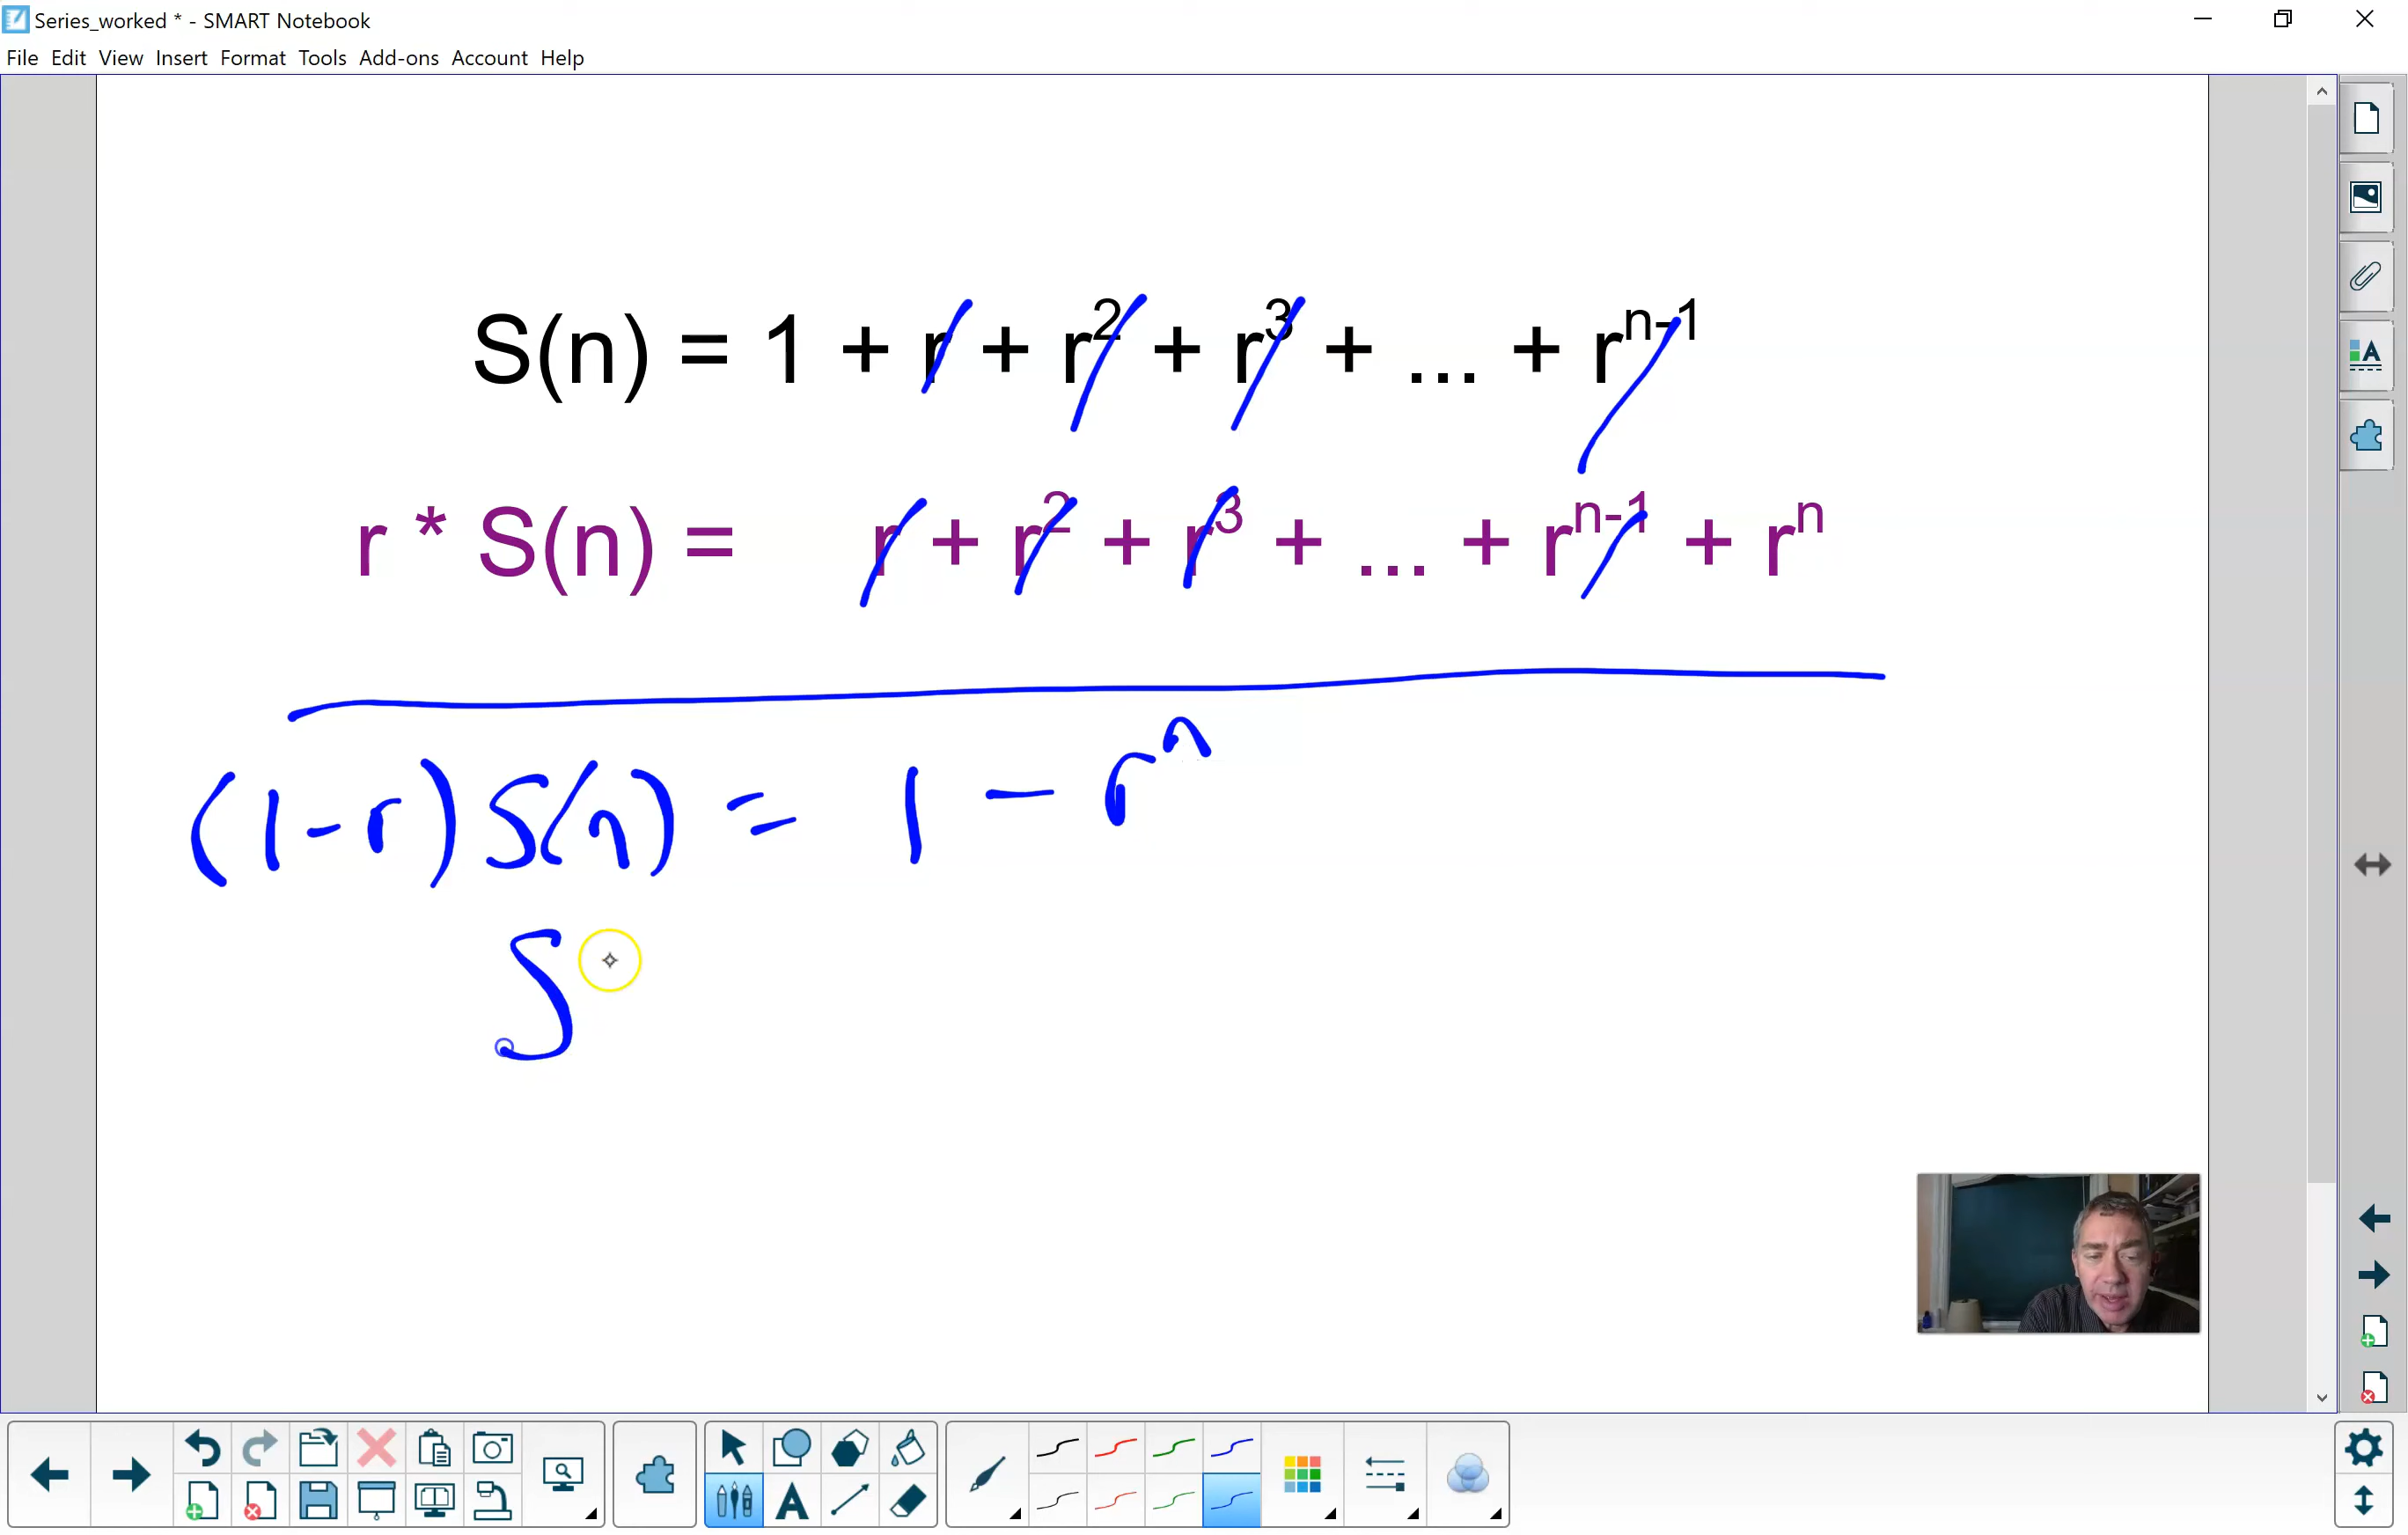 Series_worked * - SMART Notebook
File Edit View Insert Format Tools Add-ons Account Help
S(n) = 1 + r + r² + r³ + ... + rⁿ⁻¹
r * S(n) = r + r² + r³ + ... + rⁿ⁻¹ + rⁿ
(1-r) S(n) = 1 - rⁿ
S